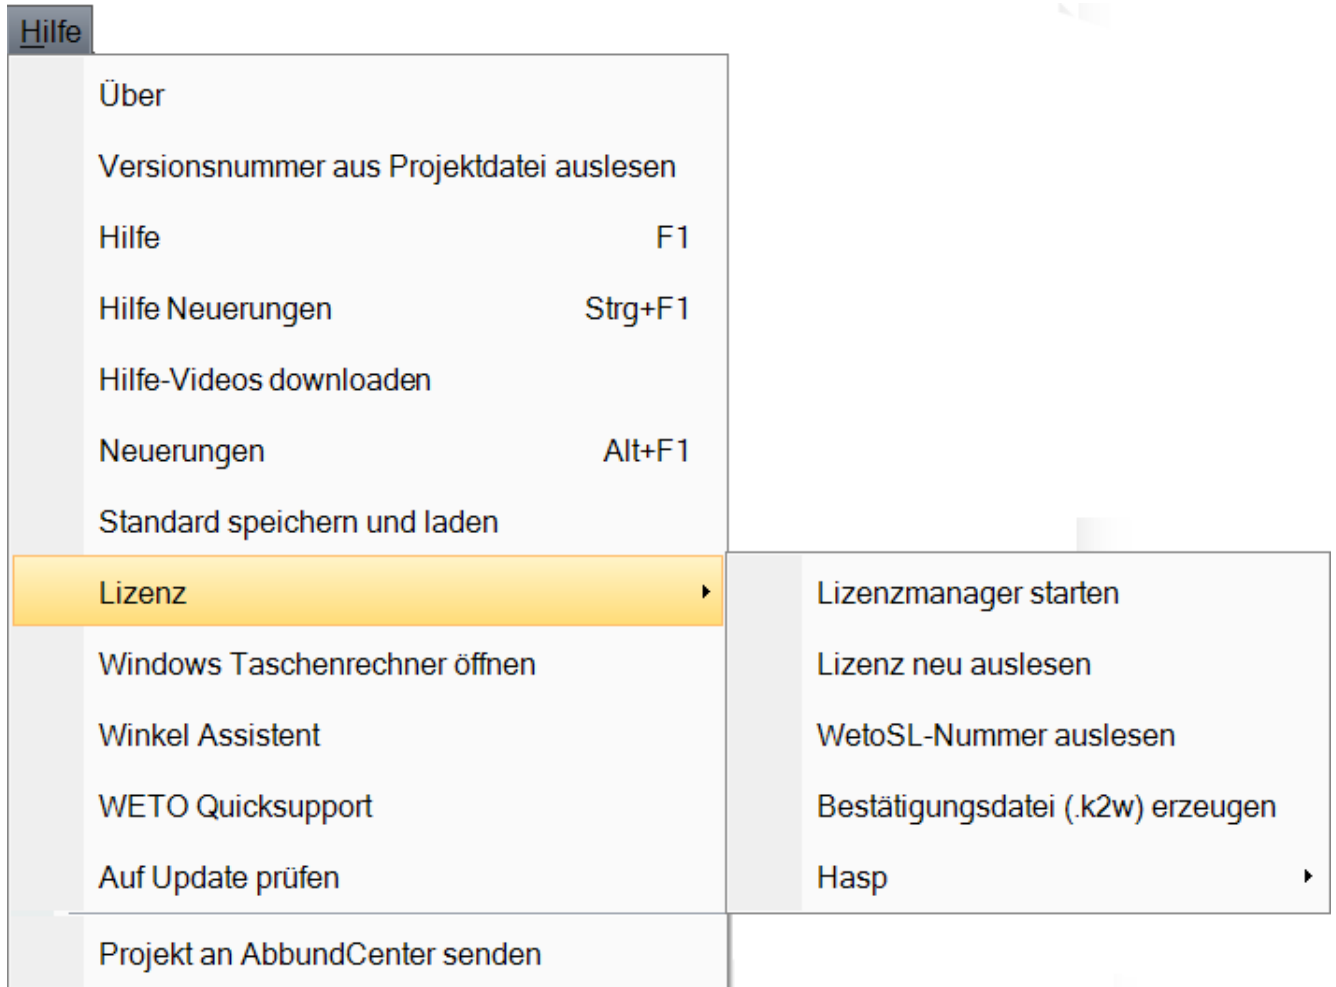 Hilfe
Über
Versionsnummer aus Projektdatei auslesen
Hilfe F1
Hilfe Neuerungen Strg+F1
Hilfe-Videos downloaden
Neuerungen Alt+F1
Standard speichern und laden
Lizenz
Lizenzmanager starten
Windows Taschenrechner öffnen
Lizenz neu auslesen
Winkel Assistent
WetoSL-Nummer auslesen
WETO Quicksupport
Bestätigungsdatei (.k2w) erzeugen
Auf Update prüfen
Hasp
Projekt an AbbundCenter senden